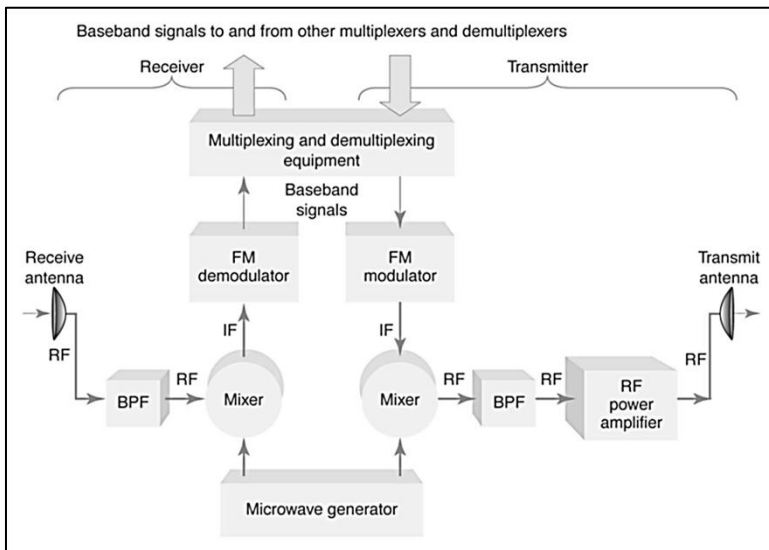 Baseband signals to and from other multiplexers and demultiplexers
Receiver
Transmitter
Multiplexing and demultiplexing
equipment
Baseband
signals
Receive
antenna
FM
demodulator
FM
modulator
Transmit
antenna
IF
IF
RF
RF
BPF
RF
Mixer
Mixer
RF
BPF
RF
RF
power
amplifier
Microwave generator